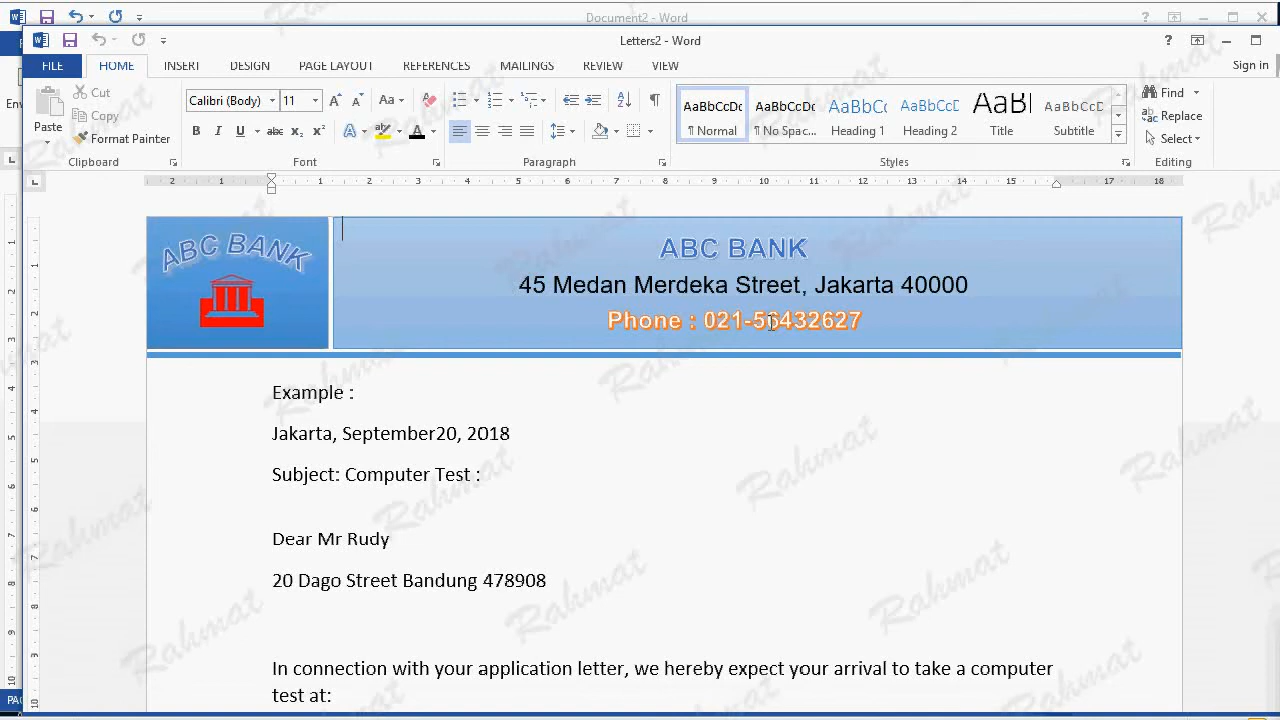 Document2 - Word
Letters2 - Word
FILE HOME INSERT DESIGN PAGE LAYOUT REFERENCES MAILINGS REVIEW VIEW Sign in
Paste
Cut
Copy
Format Painter
Clipboard
Calibri (Body) 11
Font
Paragraph
AaBbCcDc AaBbCcDc AaBbCc AaBbCcD AaB AaBbCcD
¶ Normal ¶ No Spac... Heading 1 Heading 2 Title Subtitle
Styles
Find
Replace
Select
Editing
ABC BANK
ABC BANK
45 Medan Merdeka Street, Jakarta 40000
Phone : 021-56432627
Example :
Jakarta, September20, 2018
Subject: Computer Test :
Dear Mr Rudy
20 Dago Street Bandung 478908
In connection with your application letter, we hereby expect your arrival to take a computer
test at:
Rahmat